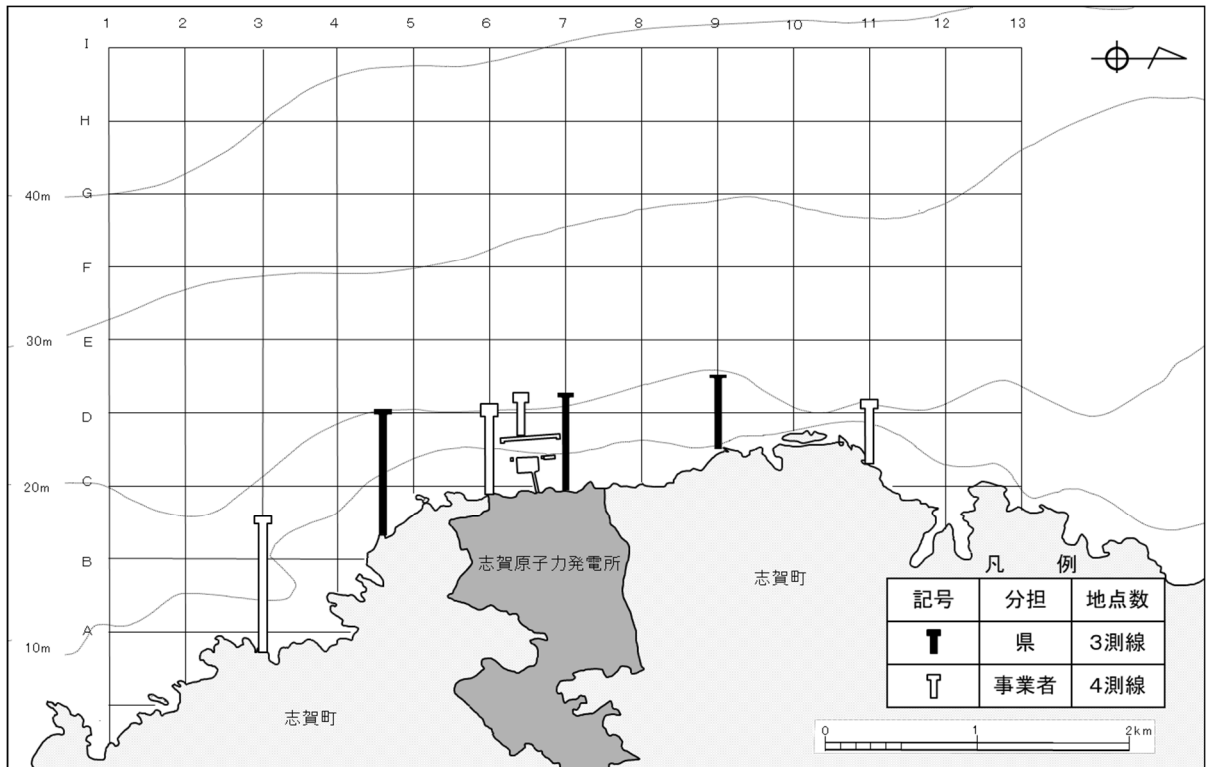 1 2 3 4 5 6 7 8 9 10 11 12 13
I
H
G
40m
F
E
30m
D
C
20m
B
A
10m
志賀原子力発電所
志賀町
志賀町
凡 例
記号 分担 地点数
県 3測線
事業者 4測線
0 1 2km